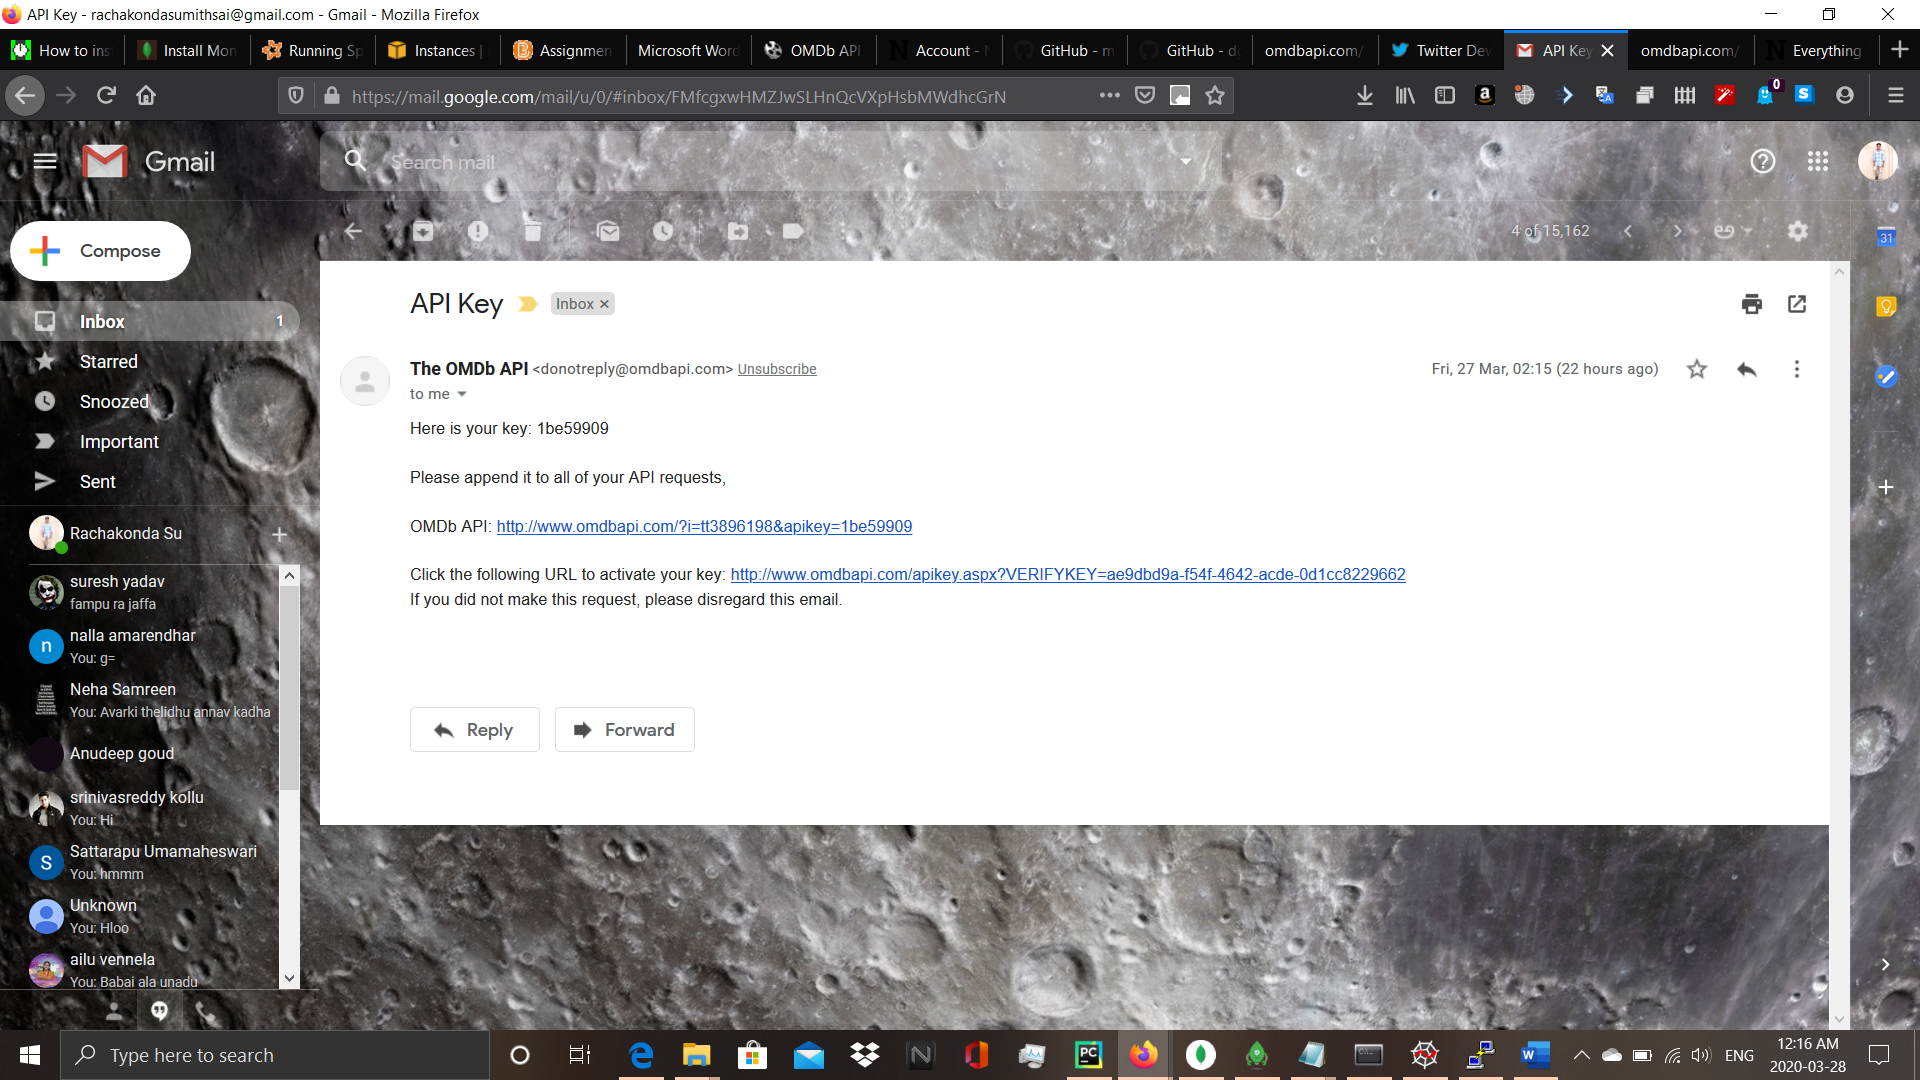 API Key - rachakondasumithsai@gmail.com - Gmail - Mozilla Firefox
How to ins
Install Mon
Running Sp
Instances |
Assignmen
Microsoft Word
OMDb API
Account - N
GitHub - m
GitHub - do
omdbapi.com/
Twitter Dev
API Key
omdbapi.com/
Everything
https://mail.google.com/mail/u/0/#inbox/FMfcgxwHMZJwSLHnQcVXpHsbMWdhcGrN
0
Gmail
Search mail
Compose
4 of 15,162
31
Inbox
1
Starred
Snoozed
Important
Sent
API Key
Inbox
The OMDb API <donotreply@omdbapi.com> Unsubscribe
Fri, 27 Mar, 02:15 (22 hours ago)
to me
Here is your key: 1be59909
Please append it to all of your API requests,
OMDb API: http://www.omdbapi.com/?i=tt3896198&apikey=1be59909
Click the following URL to activate your key: http://www.omdbapi.com/apikey.aspx?VERIFYKEY=ae9dbd9a-f54f-4642-acde-0d1cc8229662
If you did not make this request, please disregard this email.
Reply
Forward
Rachakonda Su
suresh yadav
fampu ra jaffa
n
nalla amarendhar
You: g=
Neha Samreen
You: Avarki thelidhu annav kadha
Anudeep goud
srinivasreddy kollu
You: Hi
S
Sattarapu Umamaheswari
You: hmmm
Unknown
You: Hloo
ailu vennela
You: Babai ala unadu
Type here to search
PC
ENG
12:16 AM
2020-03-28